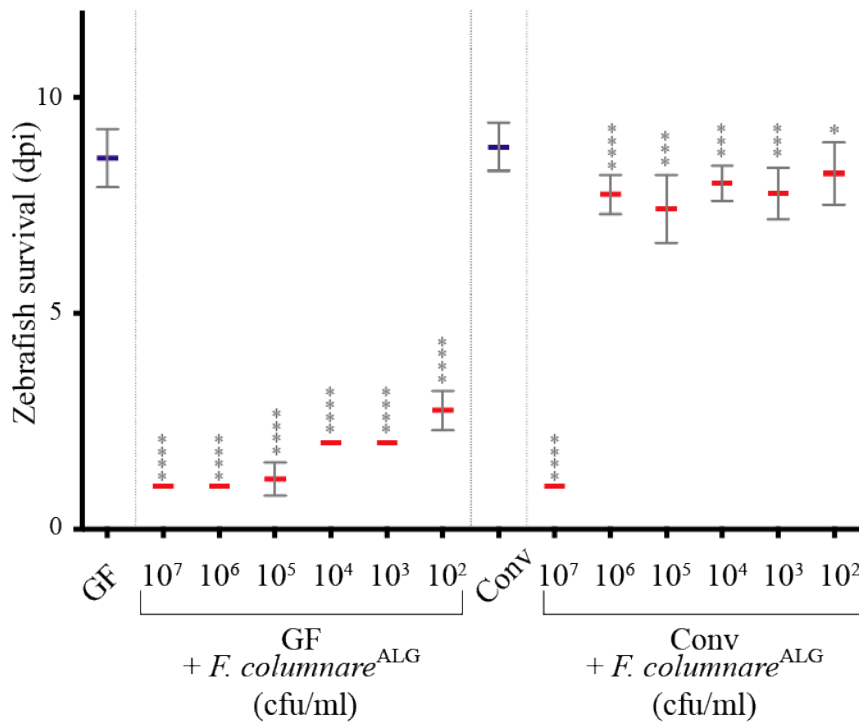 Zebrafish survival (dpi)
10
5
0
**** **** **** **** **** **** **** **** *** *** *** *
GF 10⁷ 10⁶ 10⁵ 10⁴ 10³ 10² Conv 10⁷ 10⁶ 10⁵ 10⁴ 10³ 10²
GF
+ F. columnareᴬᴸᴳ
(cfu/ml)
Conv
+ F. columnareᴬᴸᴳ
(cfu/ml)